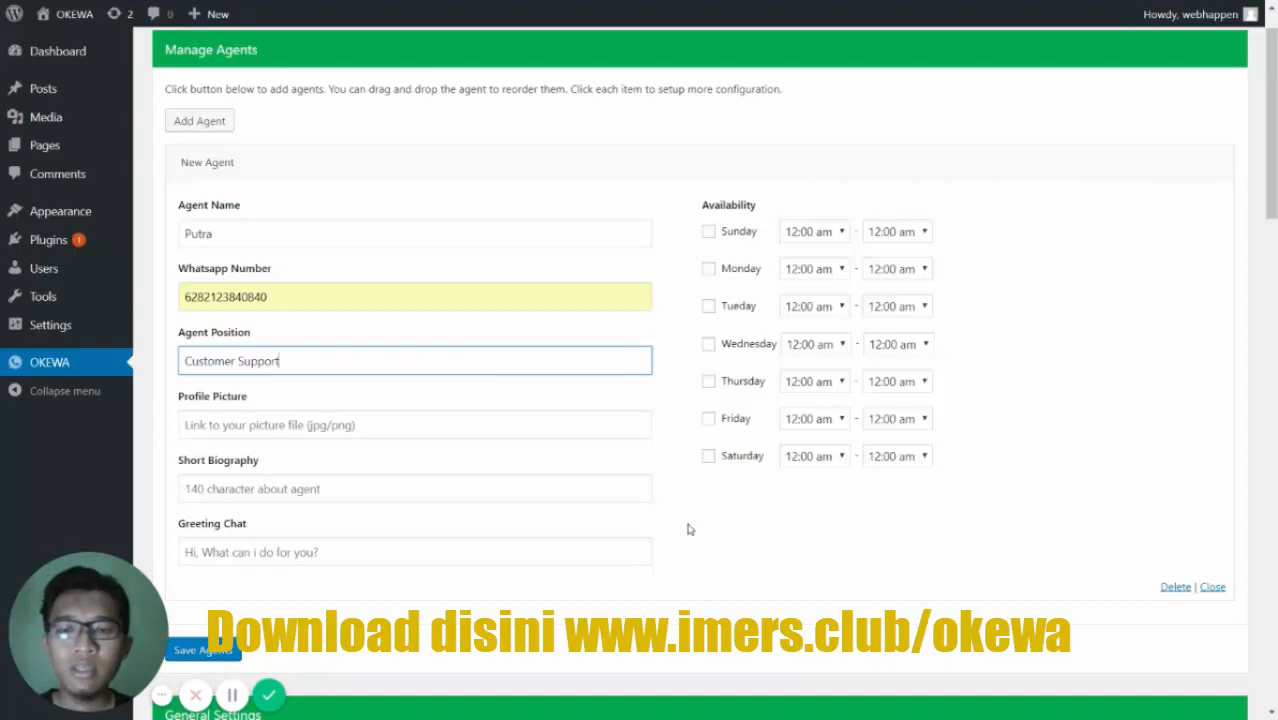 OKEWA 2 0 New Howdy, webhappen
Dashboard
Posts
Media
Pages
Comments
Appearance
Plugins 1
Users
Tools
Settings
OKEWA
Collapse menu
Manage Agents
Click button below to add agents. You can drag and drop the agent to reorder them. Click each item to setup more configuration.
Add Agent
New Agent
Agent Name
Putra
Whatsapp Number
6282123840840
Agent Position
Customer Support
Profile Picture
Link to your picture file (jpg/png)
Short Biography
140 character about agent
Greeting Chat
Hi, What can i do for you?
Availability
Sunday 12:00 am - 12:00 am
Monday 12:00 am - 12:00 am
Tueday 12:00 am - 12:00 am
Wednesday 12:00 am - 12:00 am
Thursday 12:00 am - 12:00 am
Friday 12:00 am - 12:00 am
Saturday 12:00 am - 12:00 am
Delete | Close
Download disini www.imers.club/okewa
Save Agents
General Settings